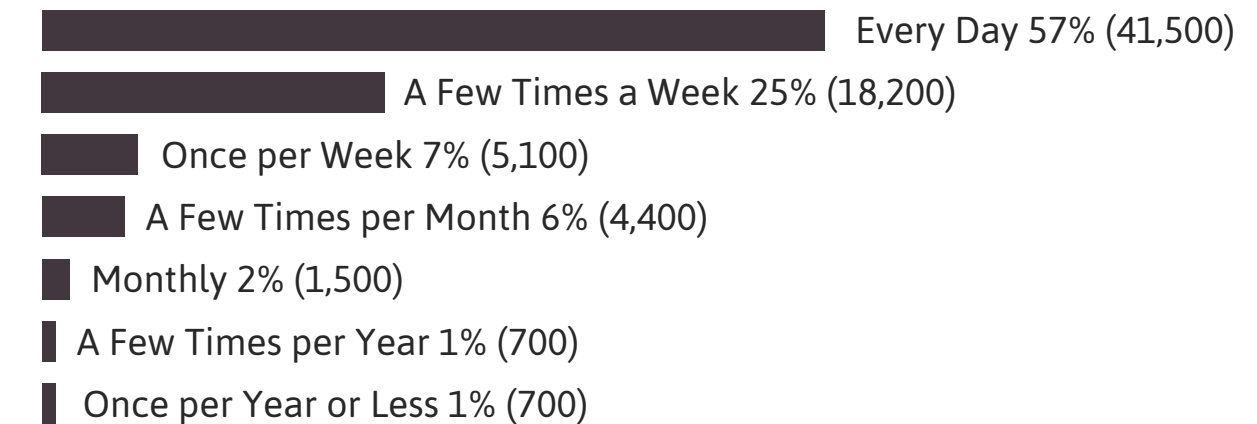 Every Day 57% (41,500)
A Few Times a Week 25% (18,200)
Once per Week 7% (5,100)
A Few Times per Month 6% (4,400)
Monthly 2% (1,500)
A Few Times per Year 1% (700)
Once per Year or Less 1% (700)